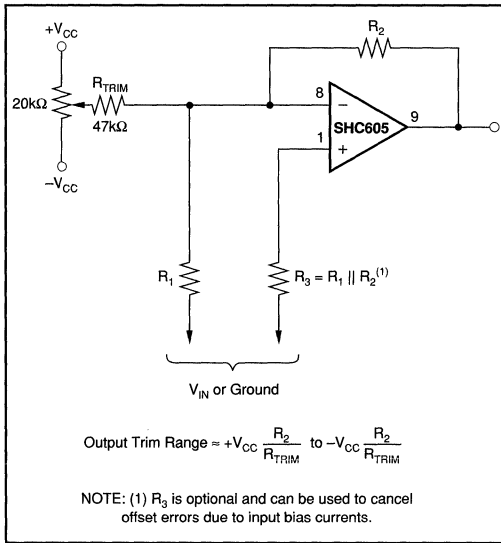 +VCC
R2
RTRIM
20kΩ
47kΩ
8
−
SHC605
9
1
+
−VCC
R1
R3 = R1 || R2(1)
VIN or Ground
Output Trim Range ≈ +VCC R2/RTRIM to −VCC R2/RTRIM
NOTE: (1) R3 is optional and can be used to cancel
offset errors due to input bias currents.